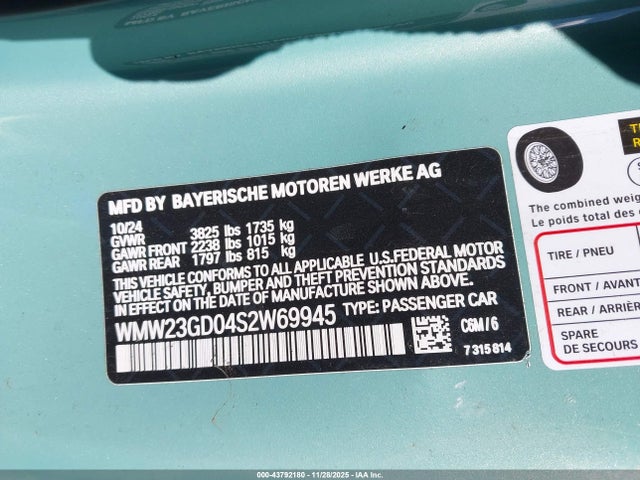 MFD BY BAYERISCHE MOTOREN WERKE AG
10/24
GVWR 3825 lbs 1735 kg
GAWR FRONT 2238 lbs 1015 kg
GAWR REAR 1797 lbs 815 kg
THIS VEHICLE CONFORMS TO ALL APPLICABLE U.S.FEDERAL MOTOR
VEHICLE SAFETY, BUMPER, AND THEFT PREVENTION STANDARDS
IN EFFECT ON THE DATE OF MANUFACTURE SHOWN ABOVE.
WMW23GD04S2W69945 TYPE: PASSENGER CAR
C6M / 6
7 315 814
The combined weig
Le poids total des
TIRE / PNEU
FRONT / AVANT
REAR / ARRIÈR
SPARE
DE SECOURS
000-43792180 - 11/28/2025 - IAA Inc.